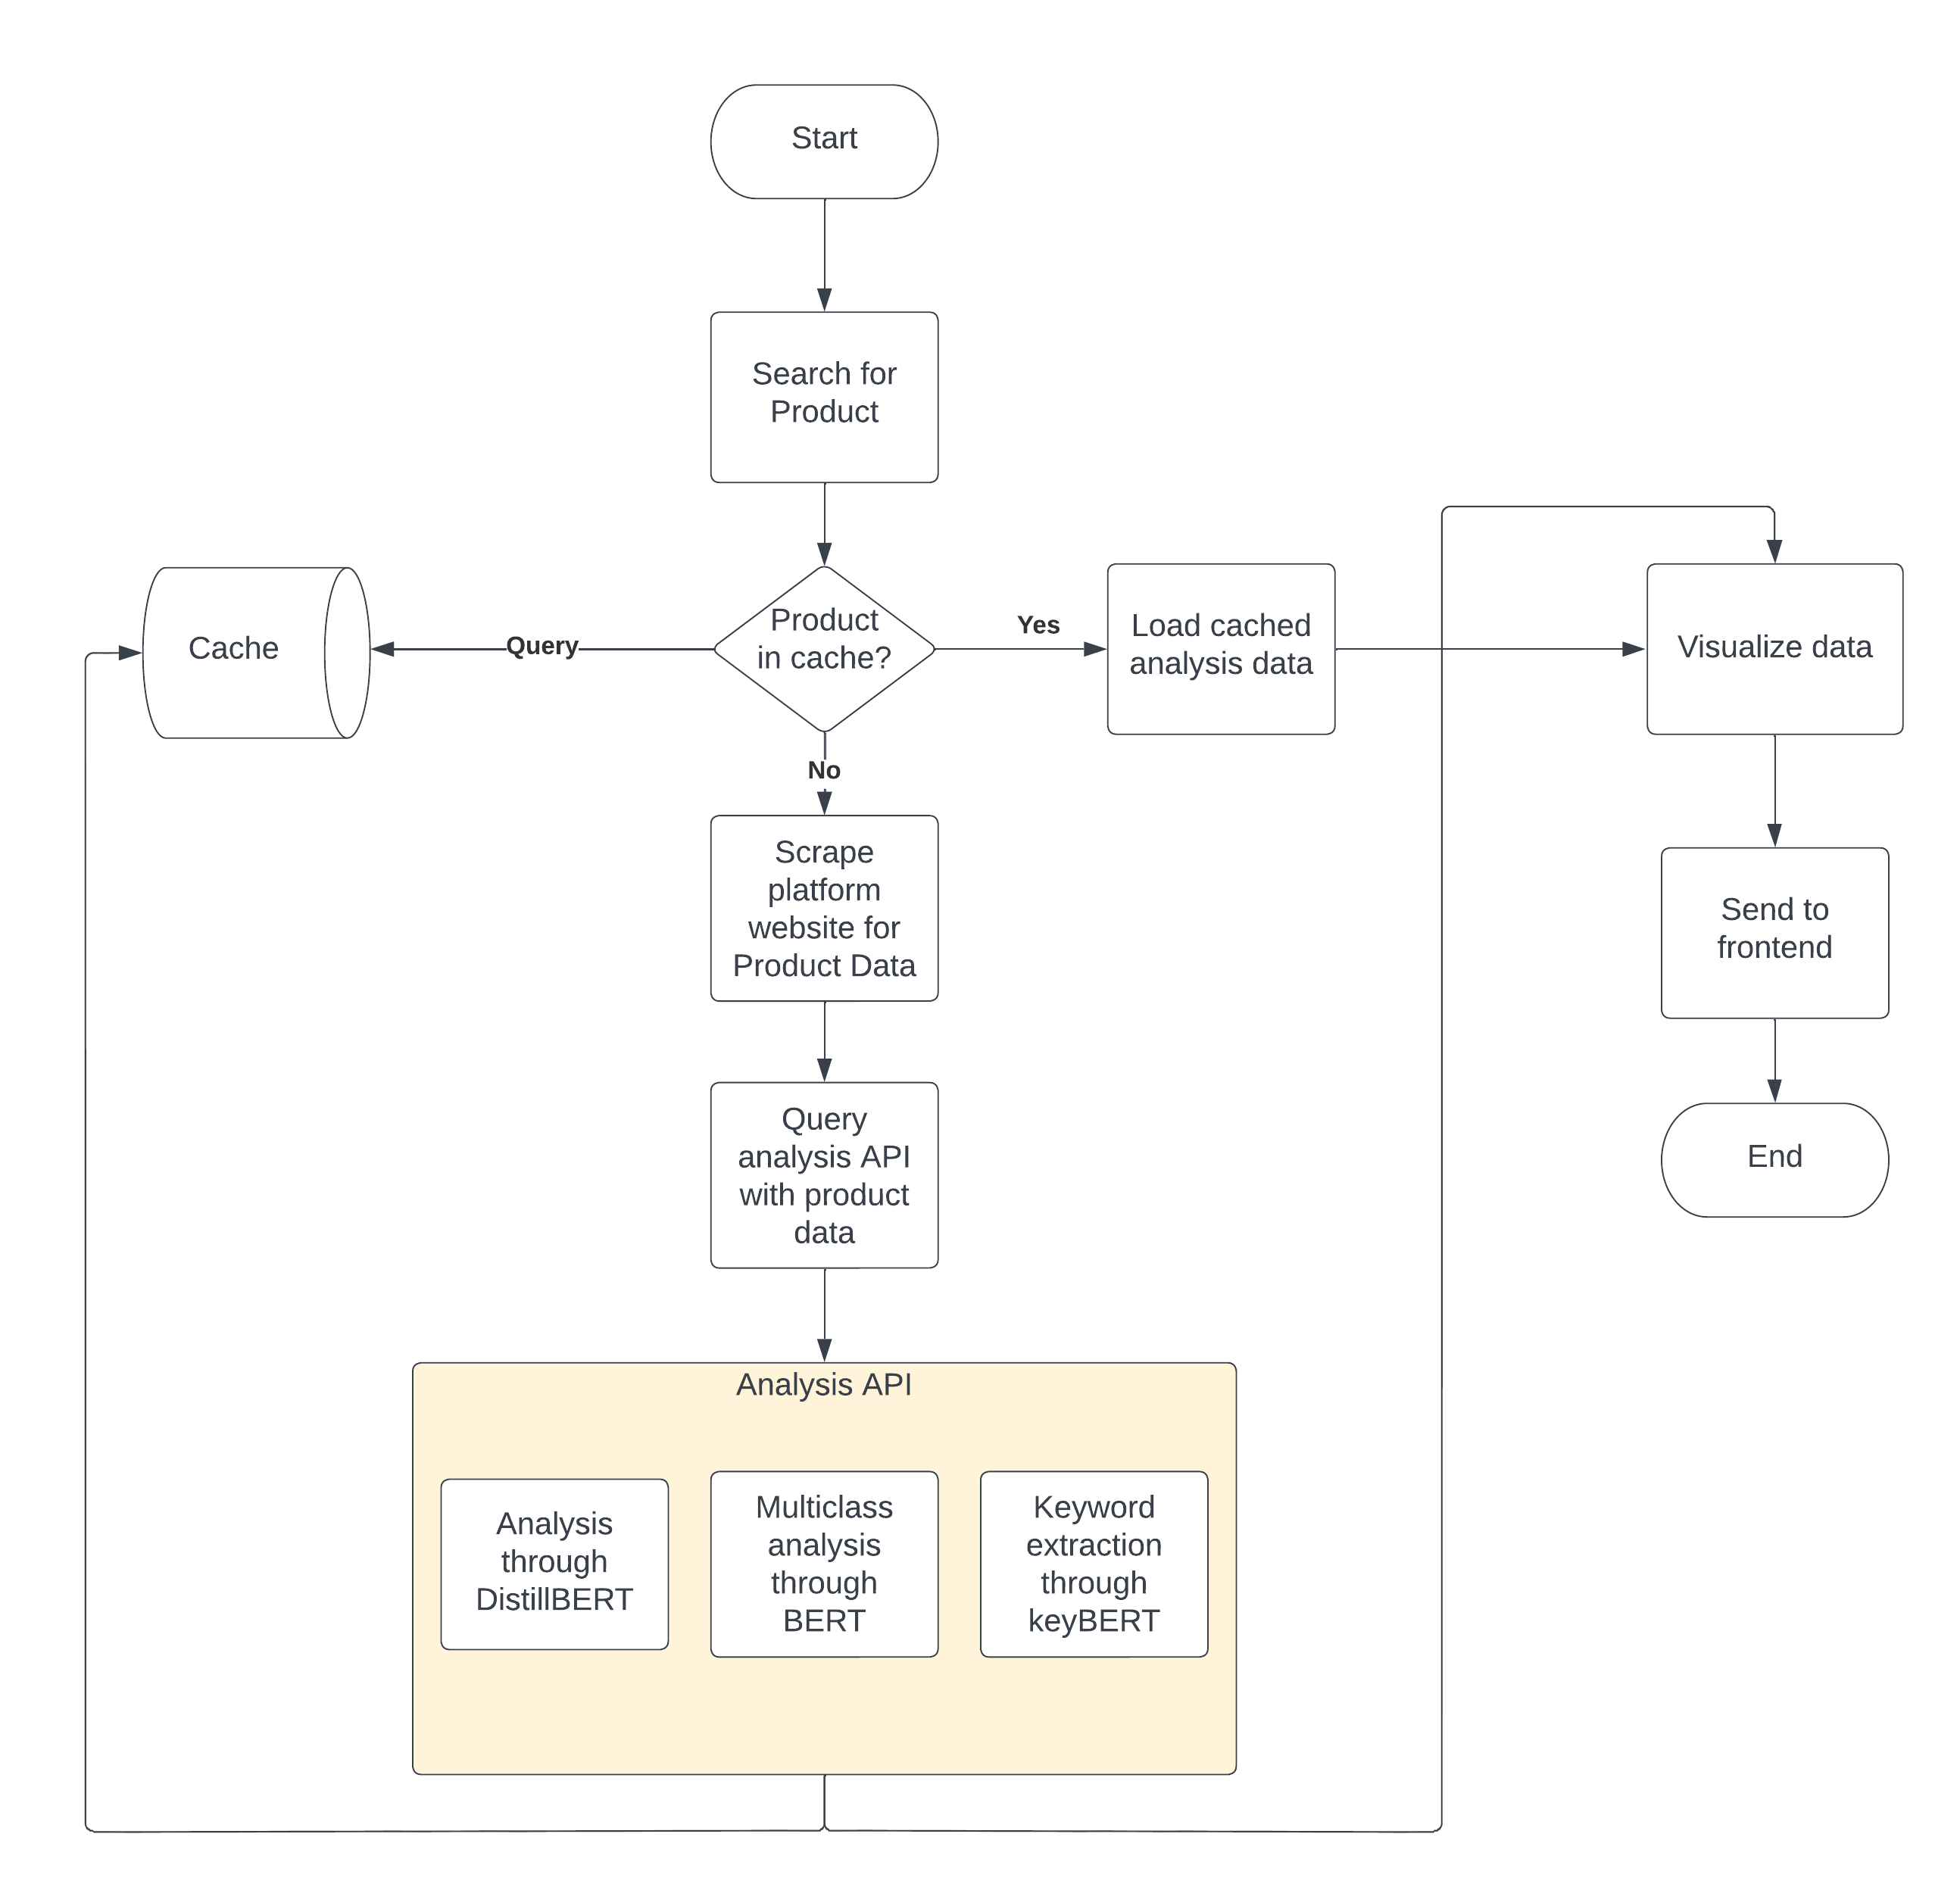 Start
Search for
Product
Cache
Query
Product
in cache?
Yes
Load cached
analysis data
Visualize data
No
Scrape
platform
website for
Product Data
Send to
frontend
Query
analysis API
with product
data
End
Analysis API
Analysis
through
DistillBERT
Multiclass
analysis
through
BERT
Keyword
extraction
through
keyBERT